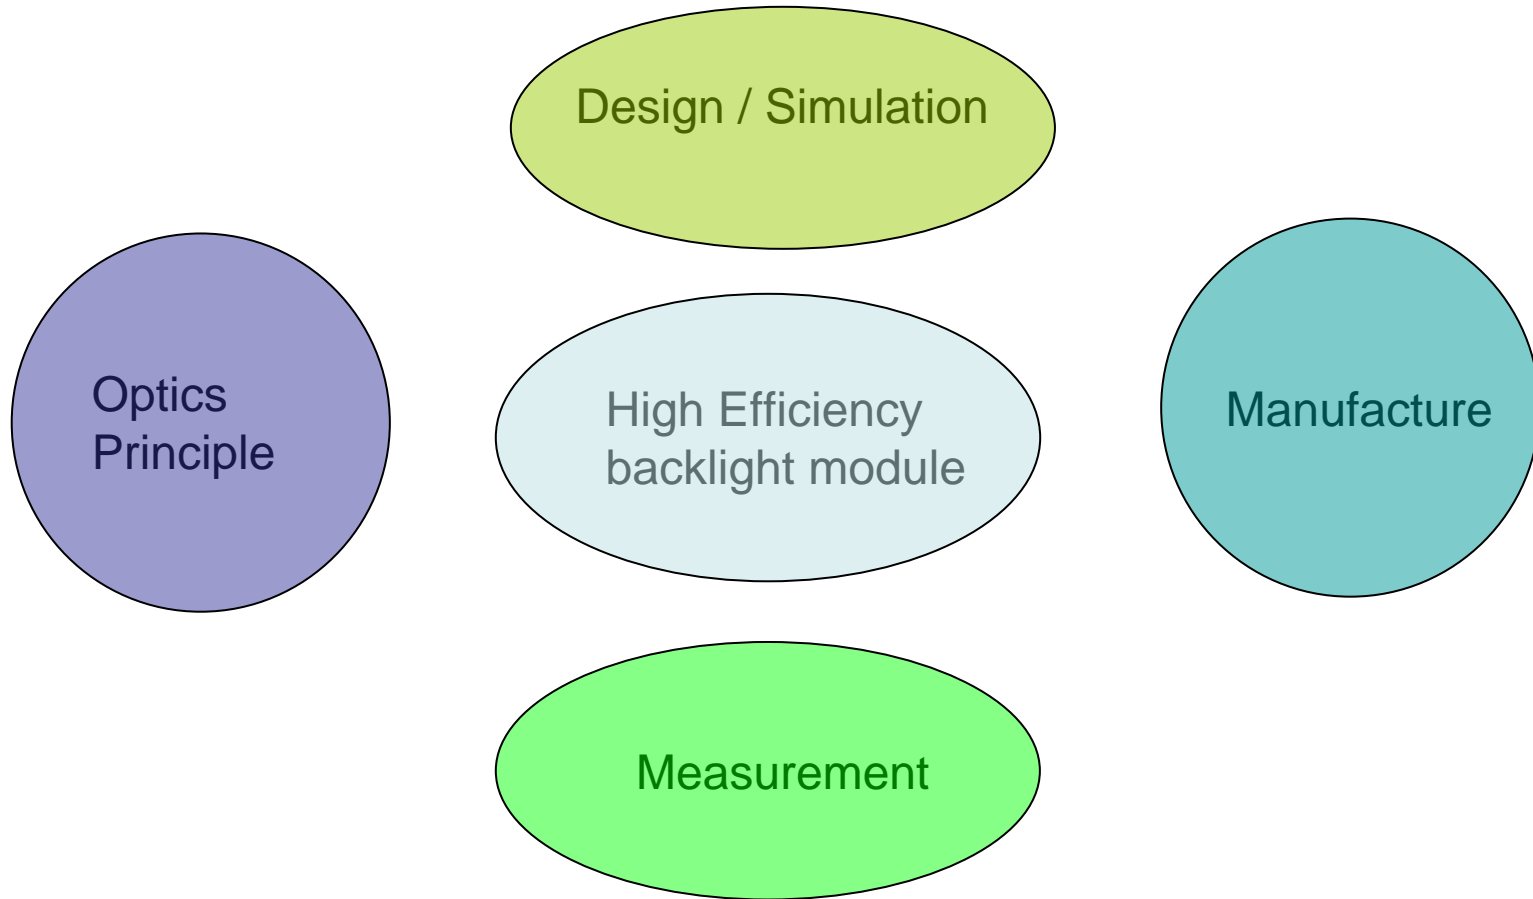 Design / Simulation
Optics
Principle
High Efficiency
backlight module
Manufacture
Measurement